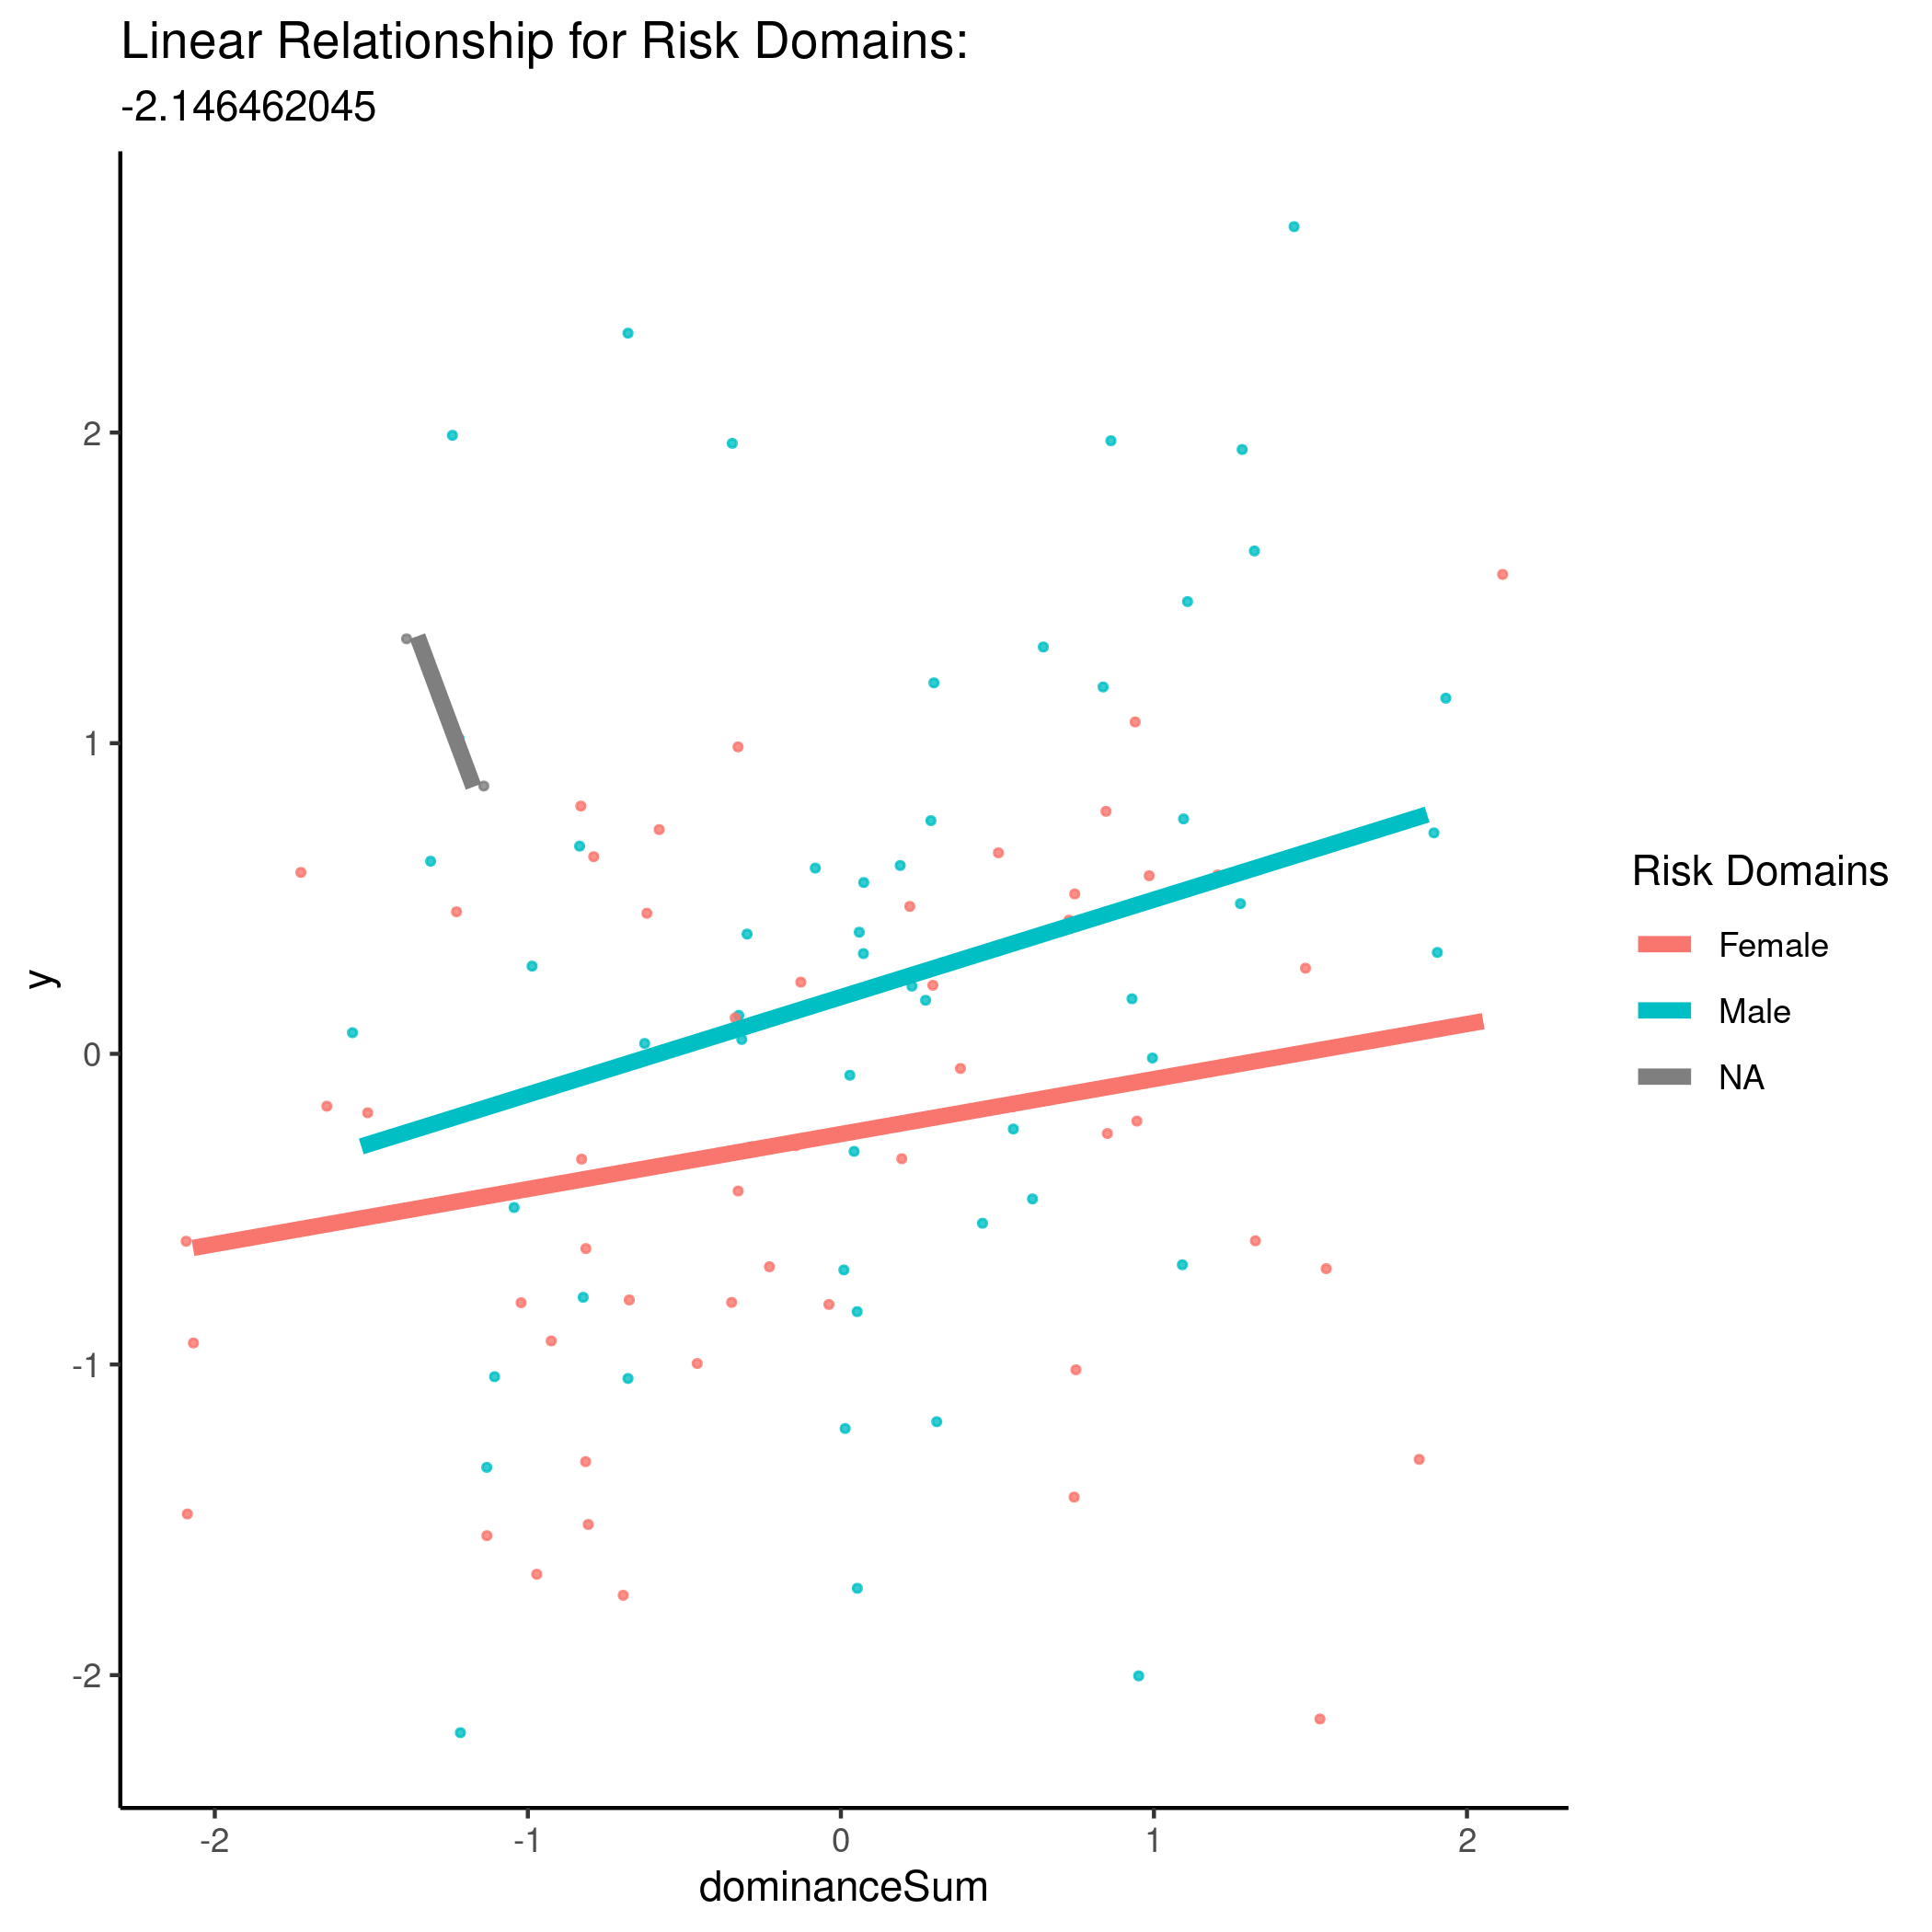 Linear Relationship for Risk Domains:
-2.146462045
y
2
1
0
-1
-2
-2 -1 0 1 2
dominanceSum
Risk Domains
Female
Male
NA